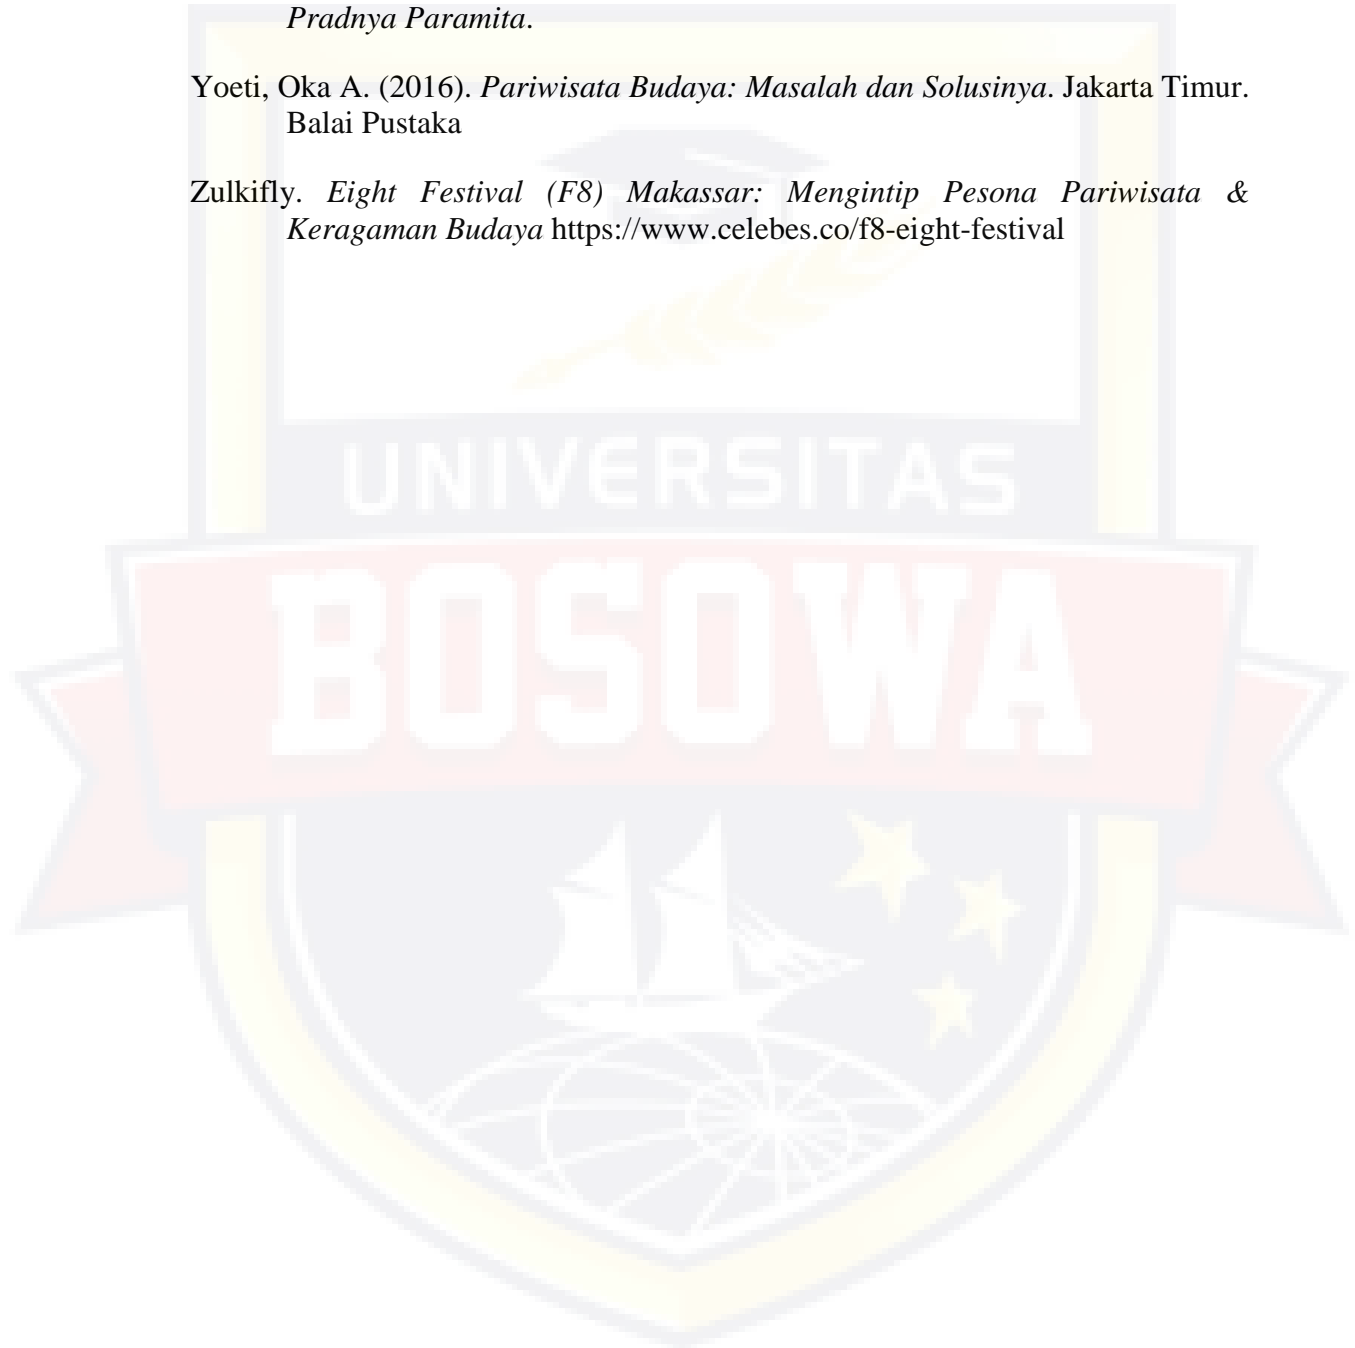 Pradnya Paramita.
Yoeti, Oka A. (2016). Pariwisata Budaya: Masalah dan Solusinya. Jakarta Timur.
Balai Pustaka
Zulkifly. Eight Festival (F8) Makassar: Mengintip Pesona Pariwisata &
Keragaman Budaya https://www.celebes.co/f8-eight-festival
UNIVERSITAS
BOSOWA